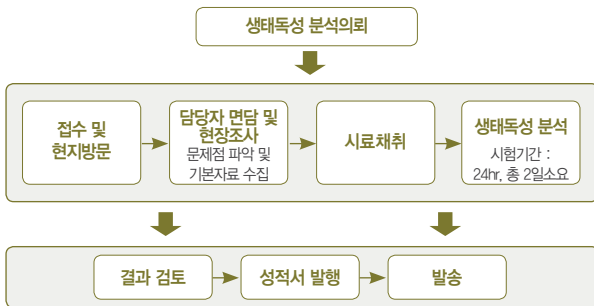 생태독성 분석의뢰
접수 및
현지방문
담당자 면담 및
현장조사
문제점 파악 및
기본자료 수집
시료채취
생태독성 분석
시험기간 :
24hr, 총 2일소요
결과 검토
성적서 발행
발송